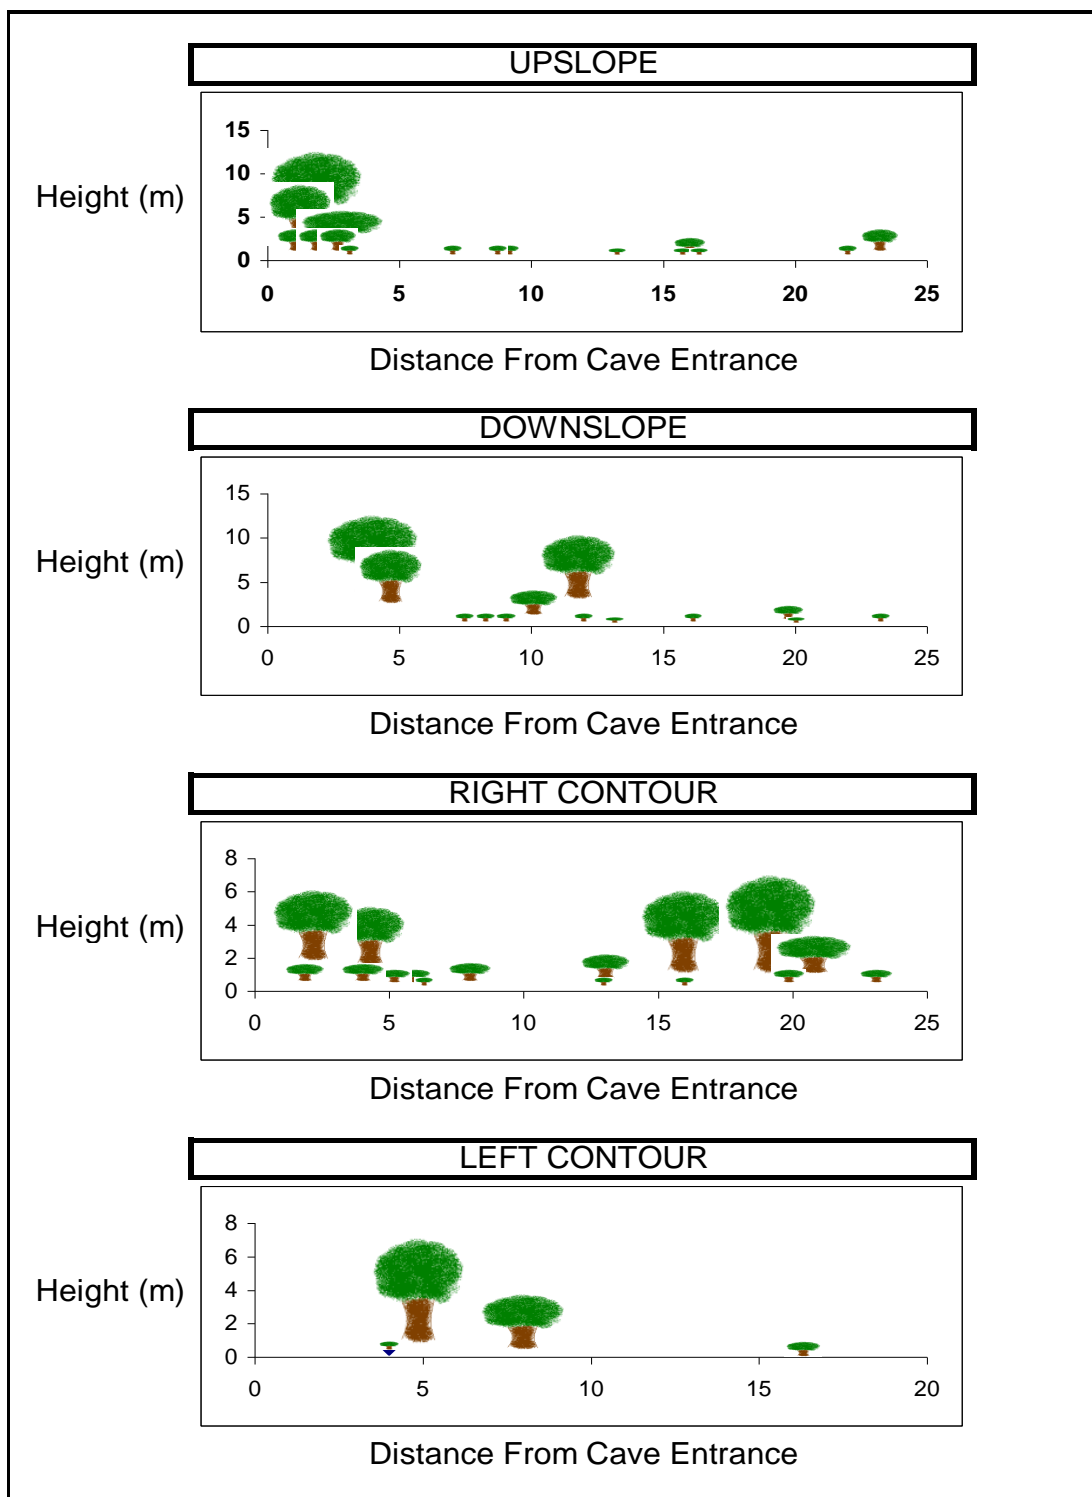 UPSLOPE
15
10
Height (m)
5
0
0 5 10 15 20 25
Distance From Cave Entrance
DOWNSLOPE
15
10
Height (m)
5
0
0 5 10 15 20 25
Distance From Cave Entrance
RIGHT CONTOUR
8
6
Height (m)
4
2
0
0 5 10 15 20 25
Distance From Cave Entrance
LEFT CONTOUR
8
6
Height (m)
4
2
0
0 5 10 15 20
Distance From Cave Entrance